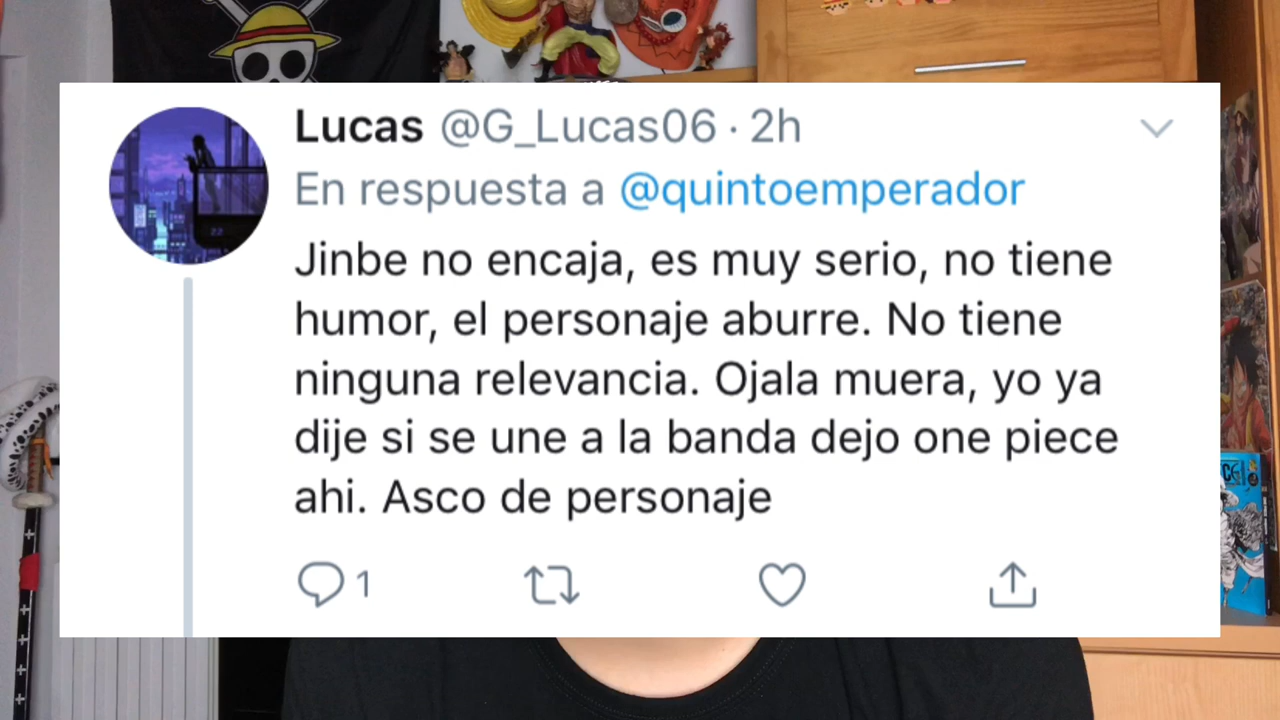 Lucas @G_Lucas06 · 2h
En respuesta a @quintoemperador
Jinbe no encaja, es muy serio, no tiene
humor, el personaje aburre. No tiene
ninguna relevancia. Ojala muera, yo ya
dije si se une a la banda dejo one piece
ahi. Asco de personaje
1